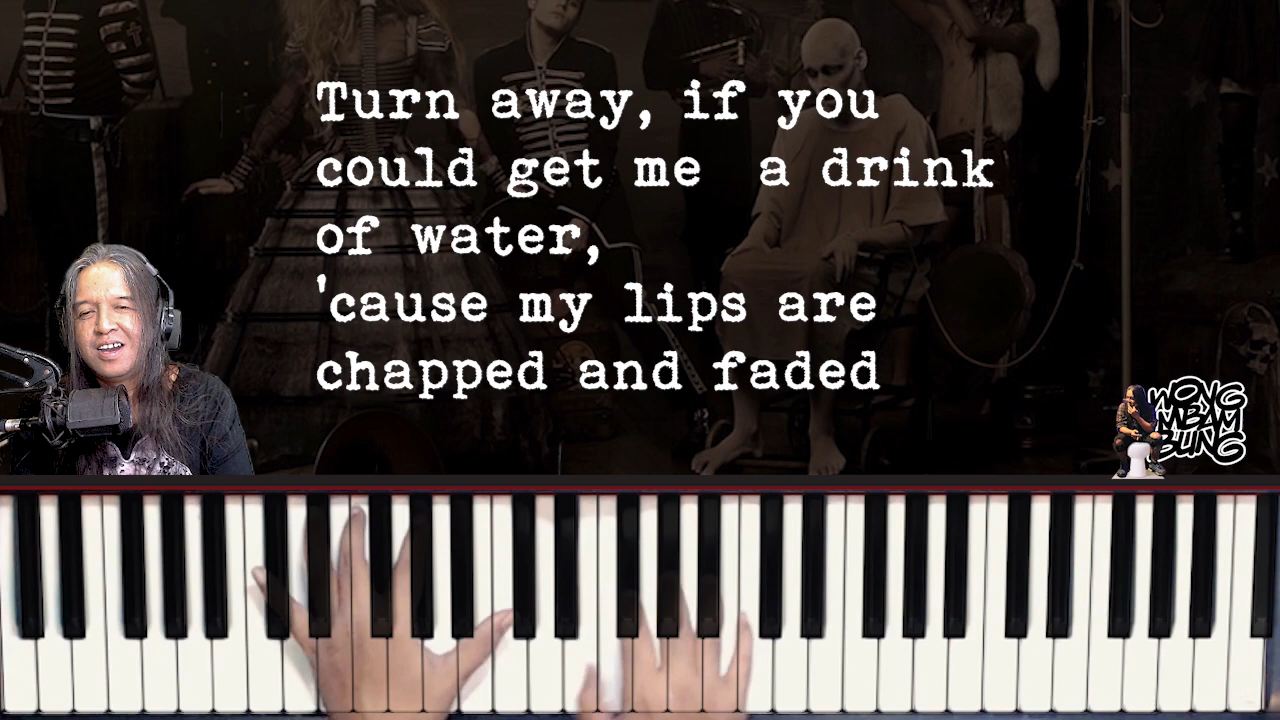 Turn away, if you
could get me  a drink
of water,
'cause my lips are
chapped and faded
WONG
MBAM
BUNG